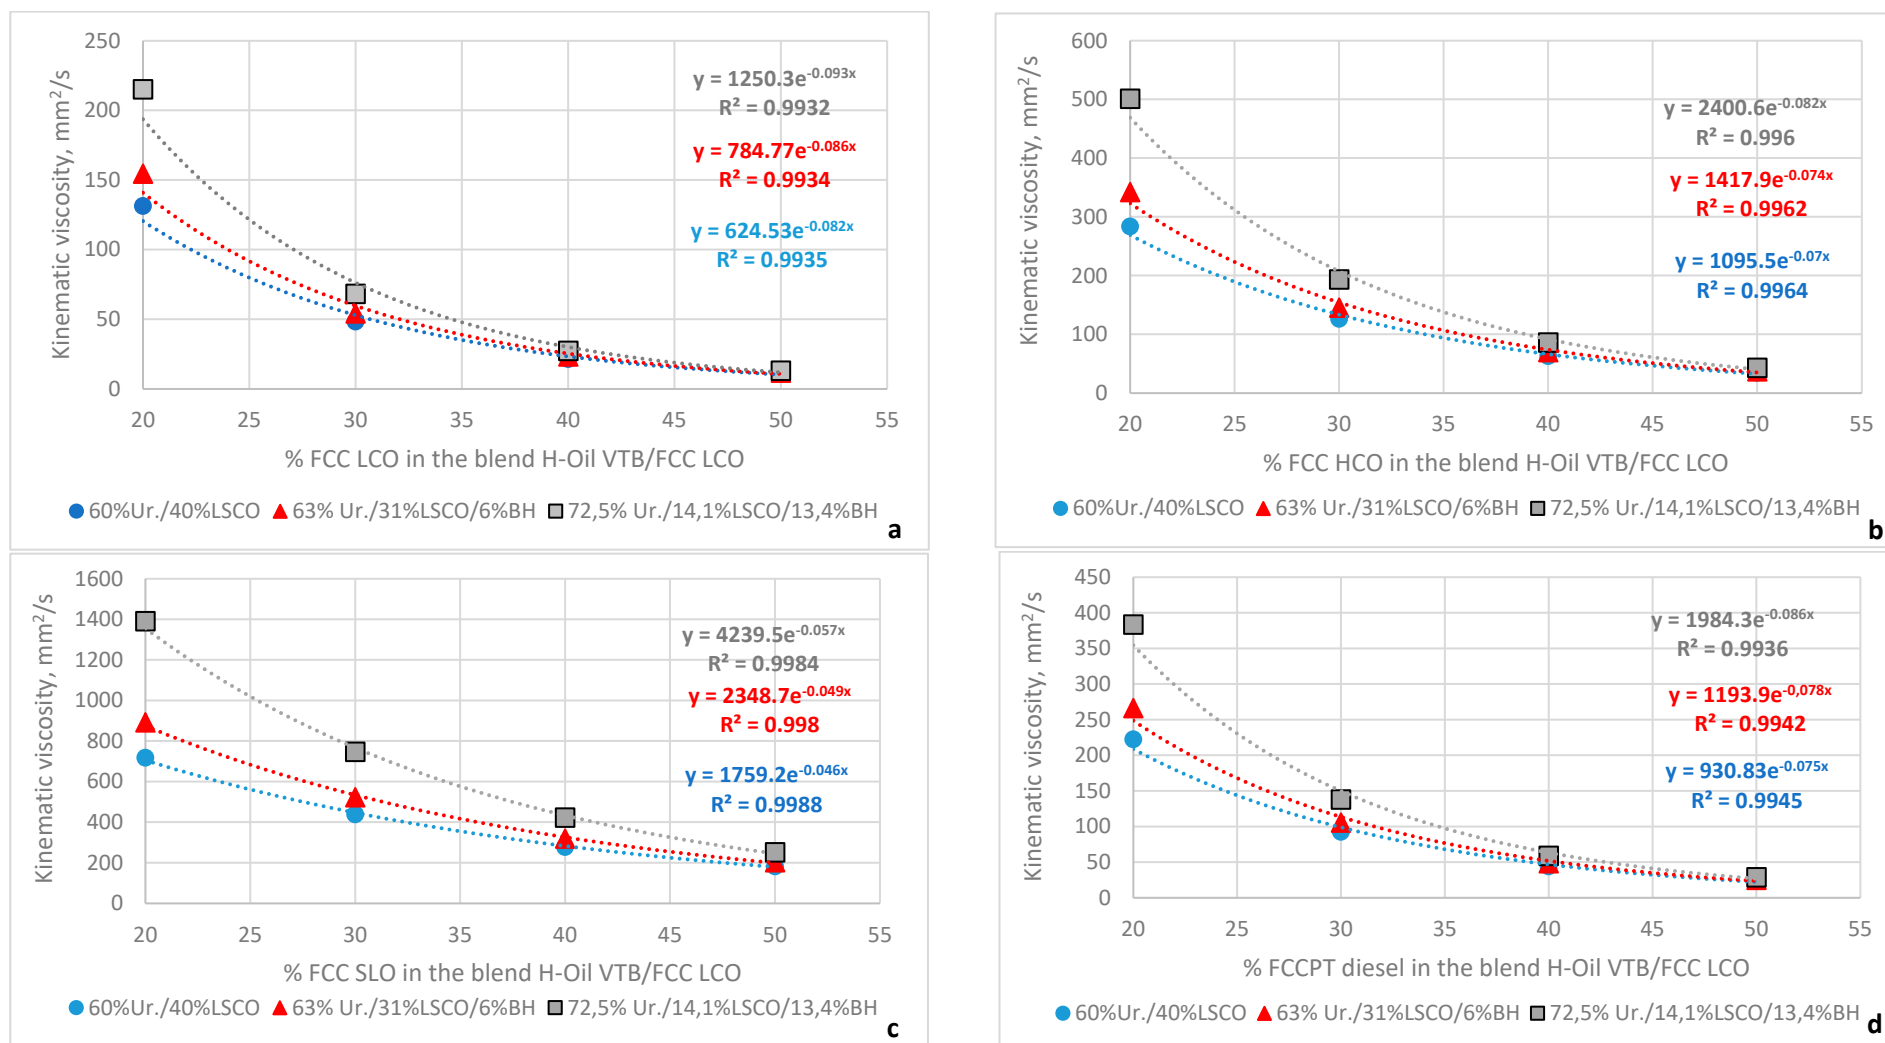 Kinematic viscosity, mm²/s
250
200
150
100
50
0
20 25 30 35 40 45 50 55
y = 1250.3e^-0.093x
R² = 0.9932
y = 784.77e^-0.086x
R² = 0.9934
y = 624.53e^-0.082x
R² = 0.9935
% FCC LCO in the blend H-Oil VTB/FCC LCO
60%Ur./40%LSCO 63% Ur./31%LSCO/6%BH 72,5% Ur./14,1%LSCO/13,4%BH
a
Kinematic viscosity, mm²/s
600
500
400
300
200
100
0
20 25 30 35 40 45 50 55
y = 2400.6e^-0.082x
R² = 0.996
y = 1417.9e^-0.074x
R² = 0.9962
y = 1095.5e^-0.07x
R² = 0.9964
% FCC HCO in the blend H-Oil VTB/FCC LCO
60%Ur./40%LSCO 63% Ur./31%LSCO/6%BH 72,5% Ur./14,1%LSCO/13,4%BH
b
Kinematic viscosity, mm²/s
1600
1400
1200
1000
800
600
400
200
0
20 25 30 35 40 45 50 55
y = 4239.5e^-0.057x
R² = 0.9984
y = 2348.7e^-0.049x
R² = 0.998
y = 1759.2e^-0.046x
R² = 0.9988
% FCC SLO in the blend H-Oil VTB/FCC LCO
60%Ur./40%LSCO 63% Ur./31%LSCO/6%BH 72,5% Ur./14,1%LSCO/13,4%BH
c
Kinematic viscosity, mm²/s
450
400
350
300
250
200
150
100
50
0
20 25 30 35 40 45 50 55
y = 1984.3e^-0.086x
R² = 0.9936
y = 1193.9e^-0,078x
R² = 0.9942
y = 930.83e^-0.075x
R² = 0.9945
% FCCPT diesel in the blend H-Oil VTB/FCC LCO
60%Ur./40%LSCO 63% Ur./31%LSCO/6%BH 72,5% Ur./14,1%LSCO/13,4%BH
d